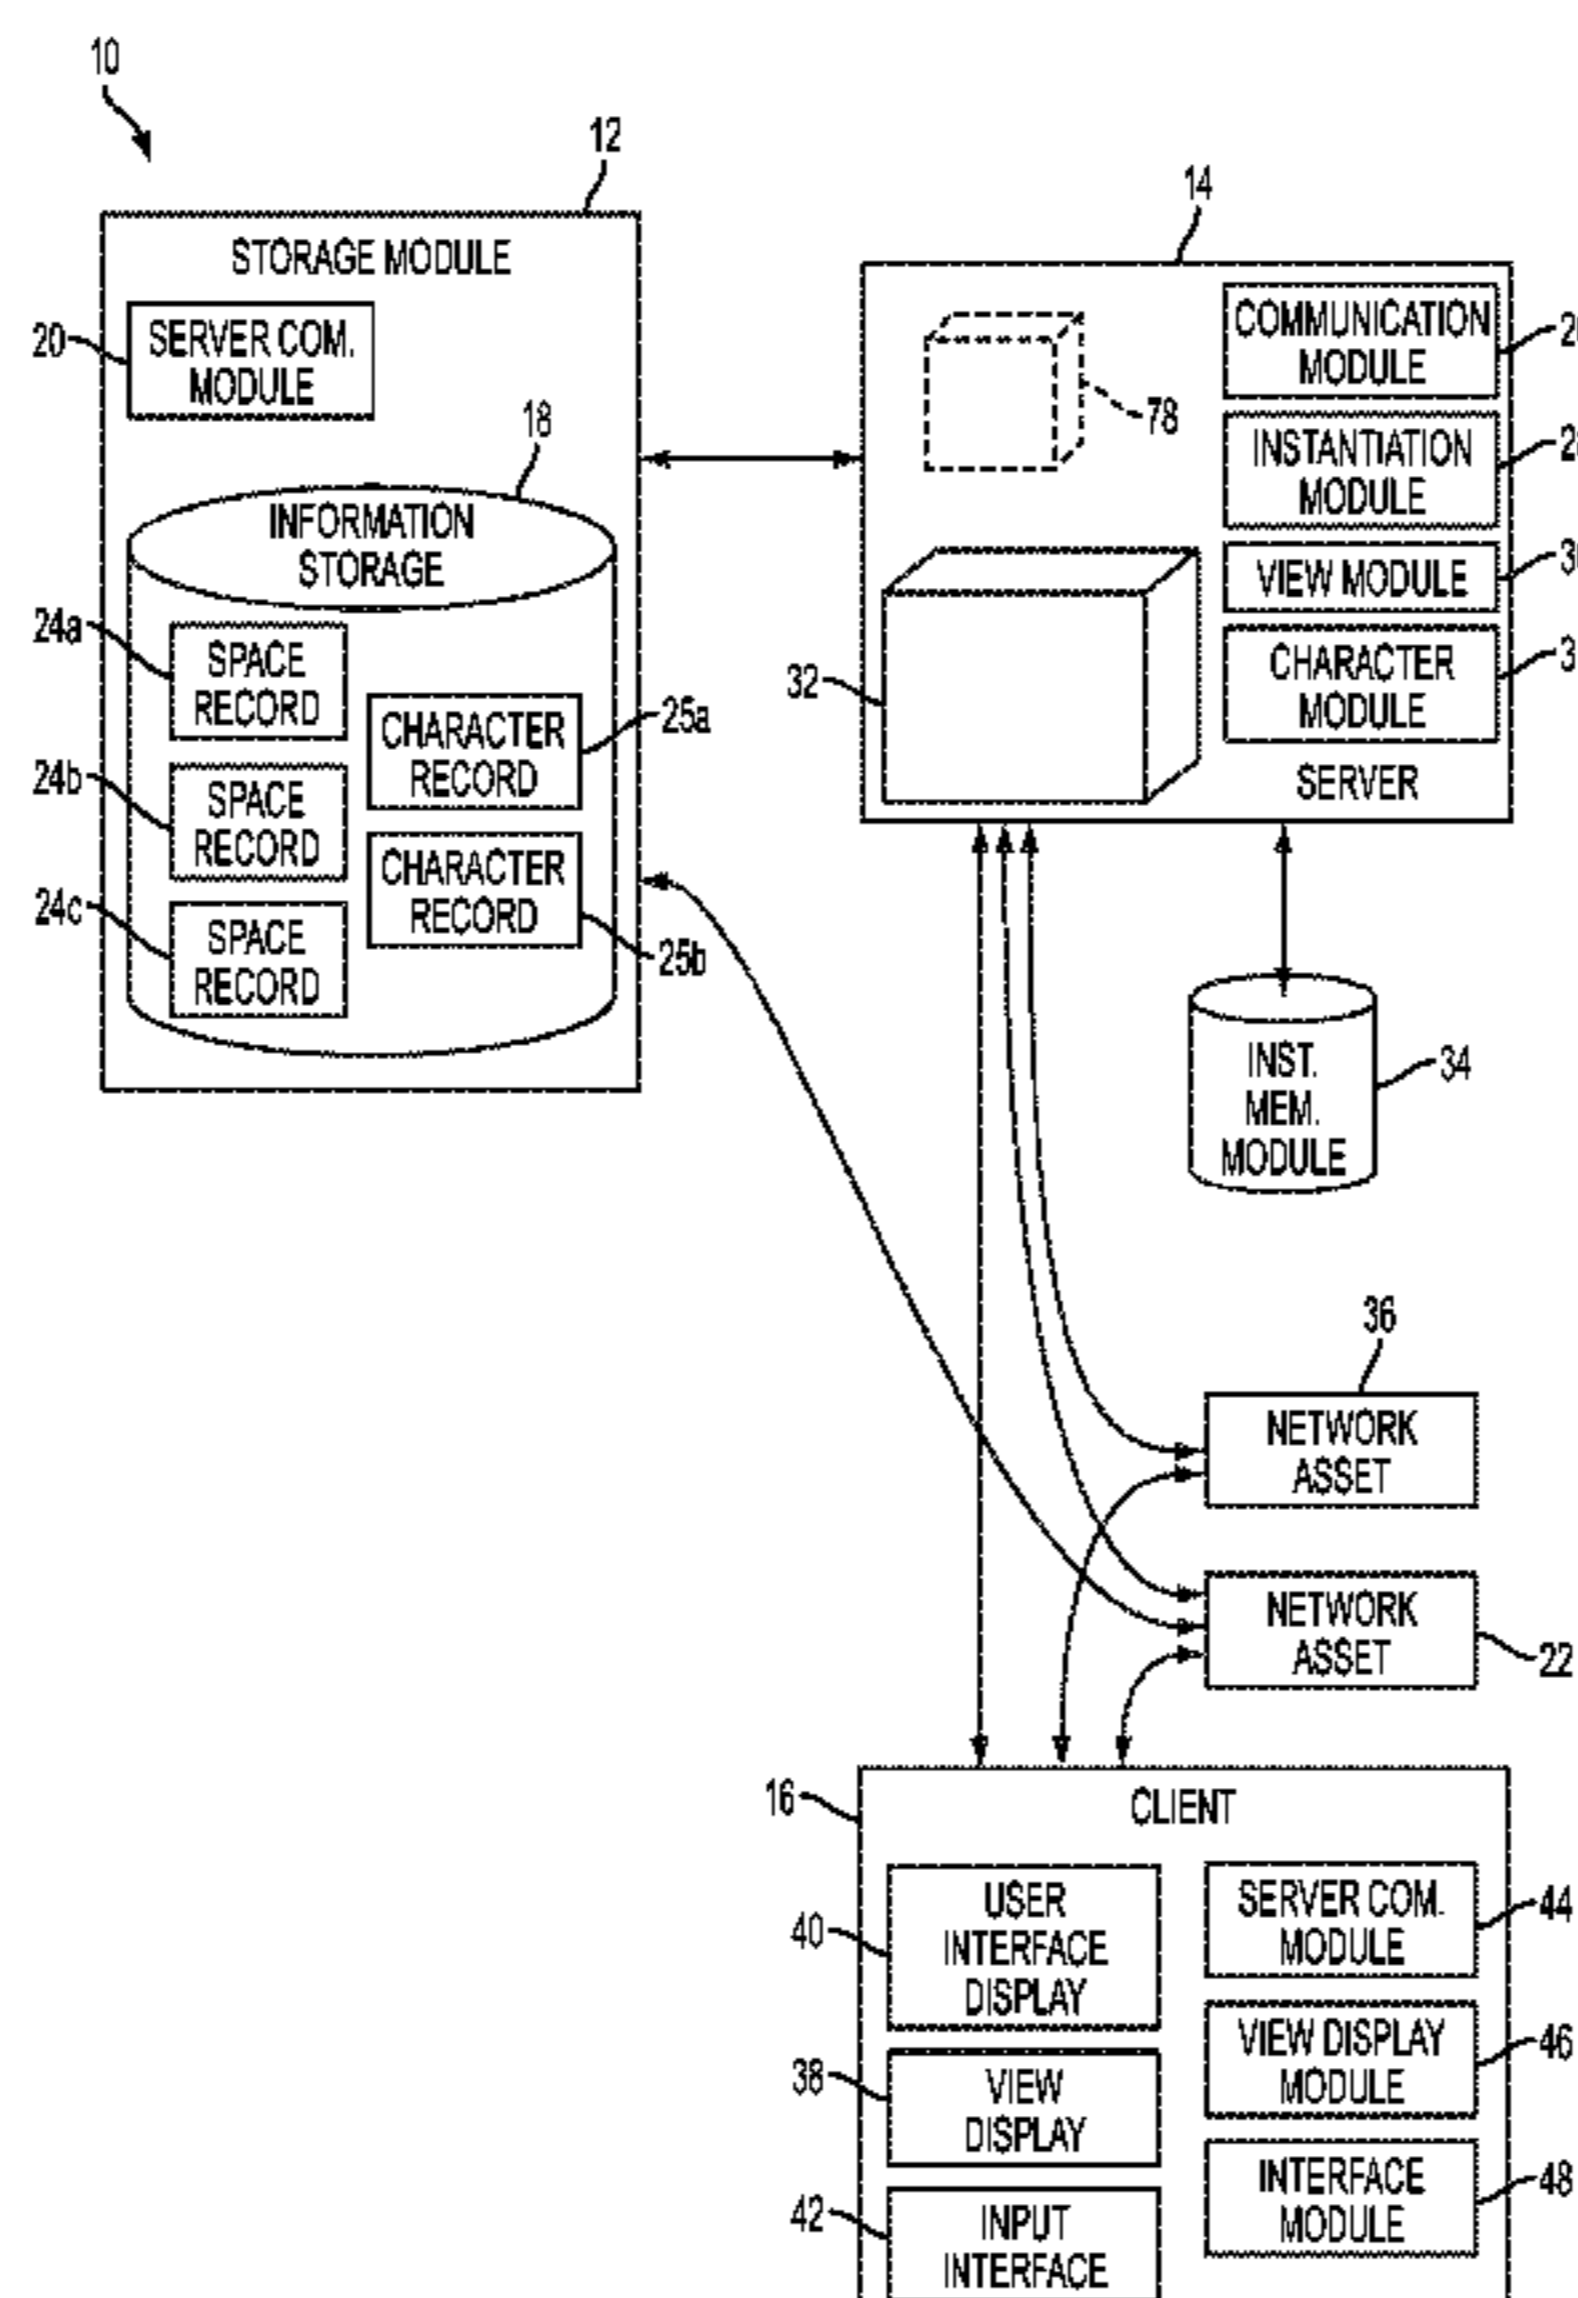 10
12
STORAGE MODULE
20
SERVER COM.
MODULE
18
INFORMATION
STORAGE
24a
SPACE
RECORD
25a
CHARACTER
RECORD
24b
SPACE
RECORD
CHARACTER
RECORD
25b
24c
SPACE
RECORD
14
COMMUNICATION
MODULE
78
INSTANTIATION
MODULE
VIEW MODULE
32
CHARACTER
MODULE
SERVER
INST.
MEM.
MODULE
34
36
NETWORK
ASSET
NETWORK
ASSET
22
16
CLIENT
40
USER
INTERFACE
DISPLAY
SERVER COM.
MODULE
44
38
VIEW
DISPLAY
VIEW DISPLAY
MODULE
46
42
INPUT
INTERFACE
INTERFACE
MODULE
48